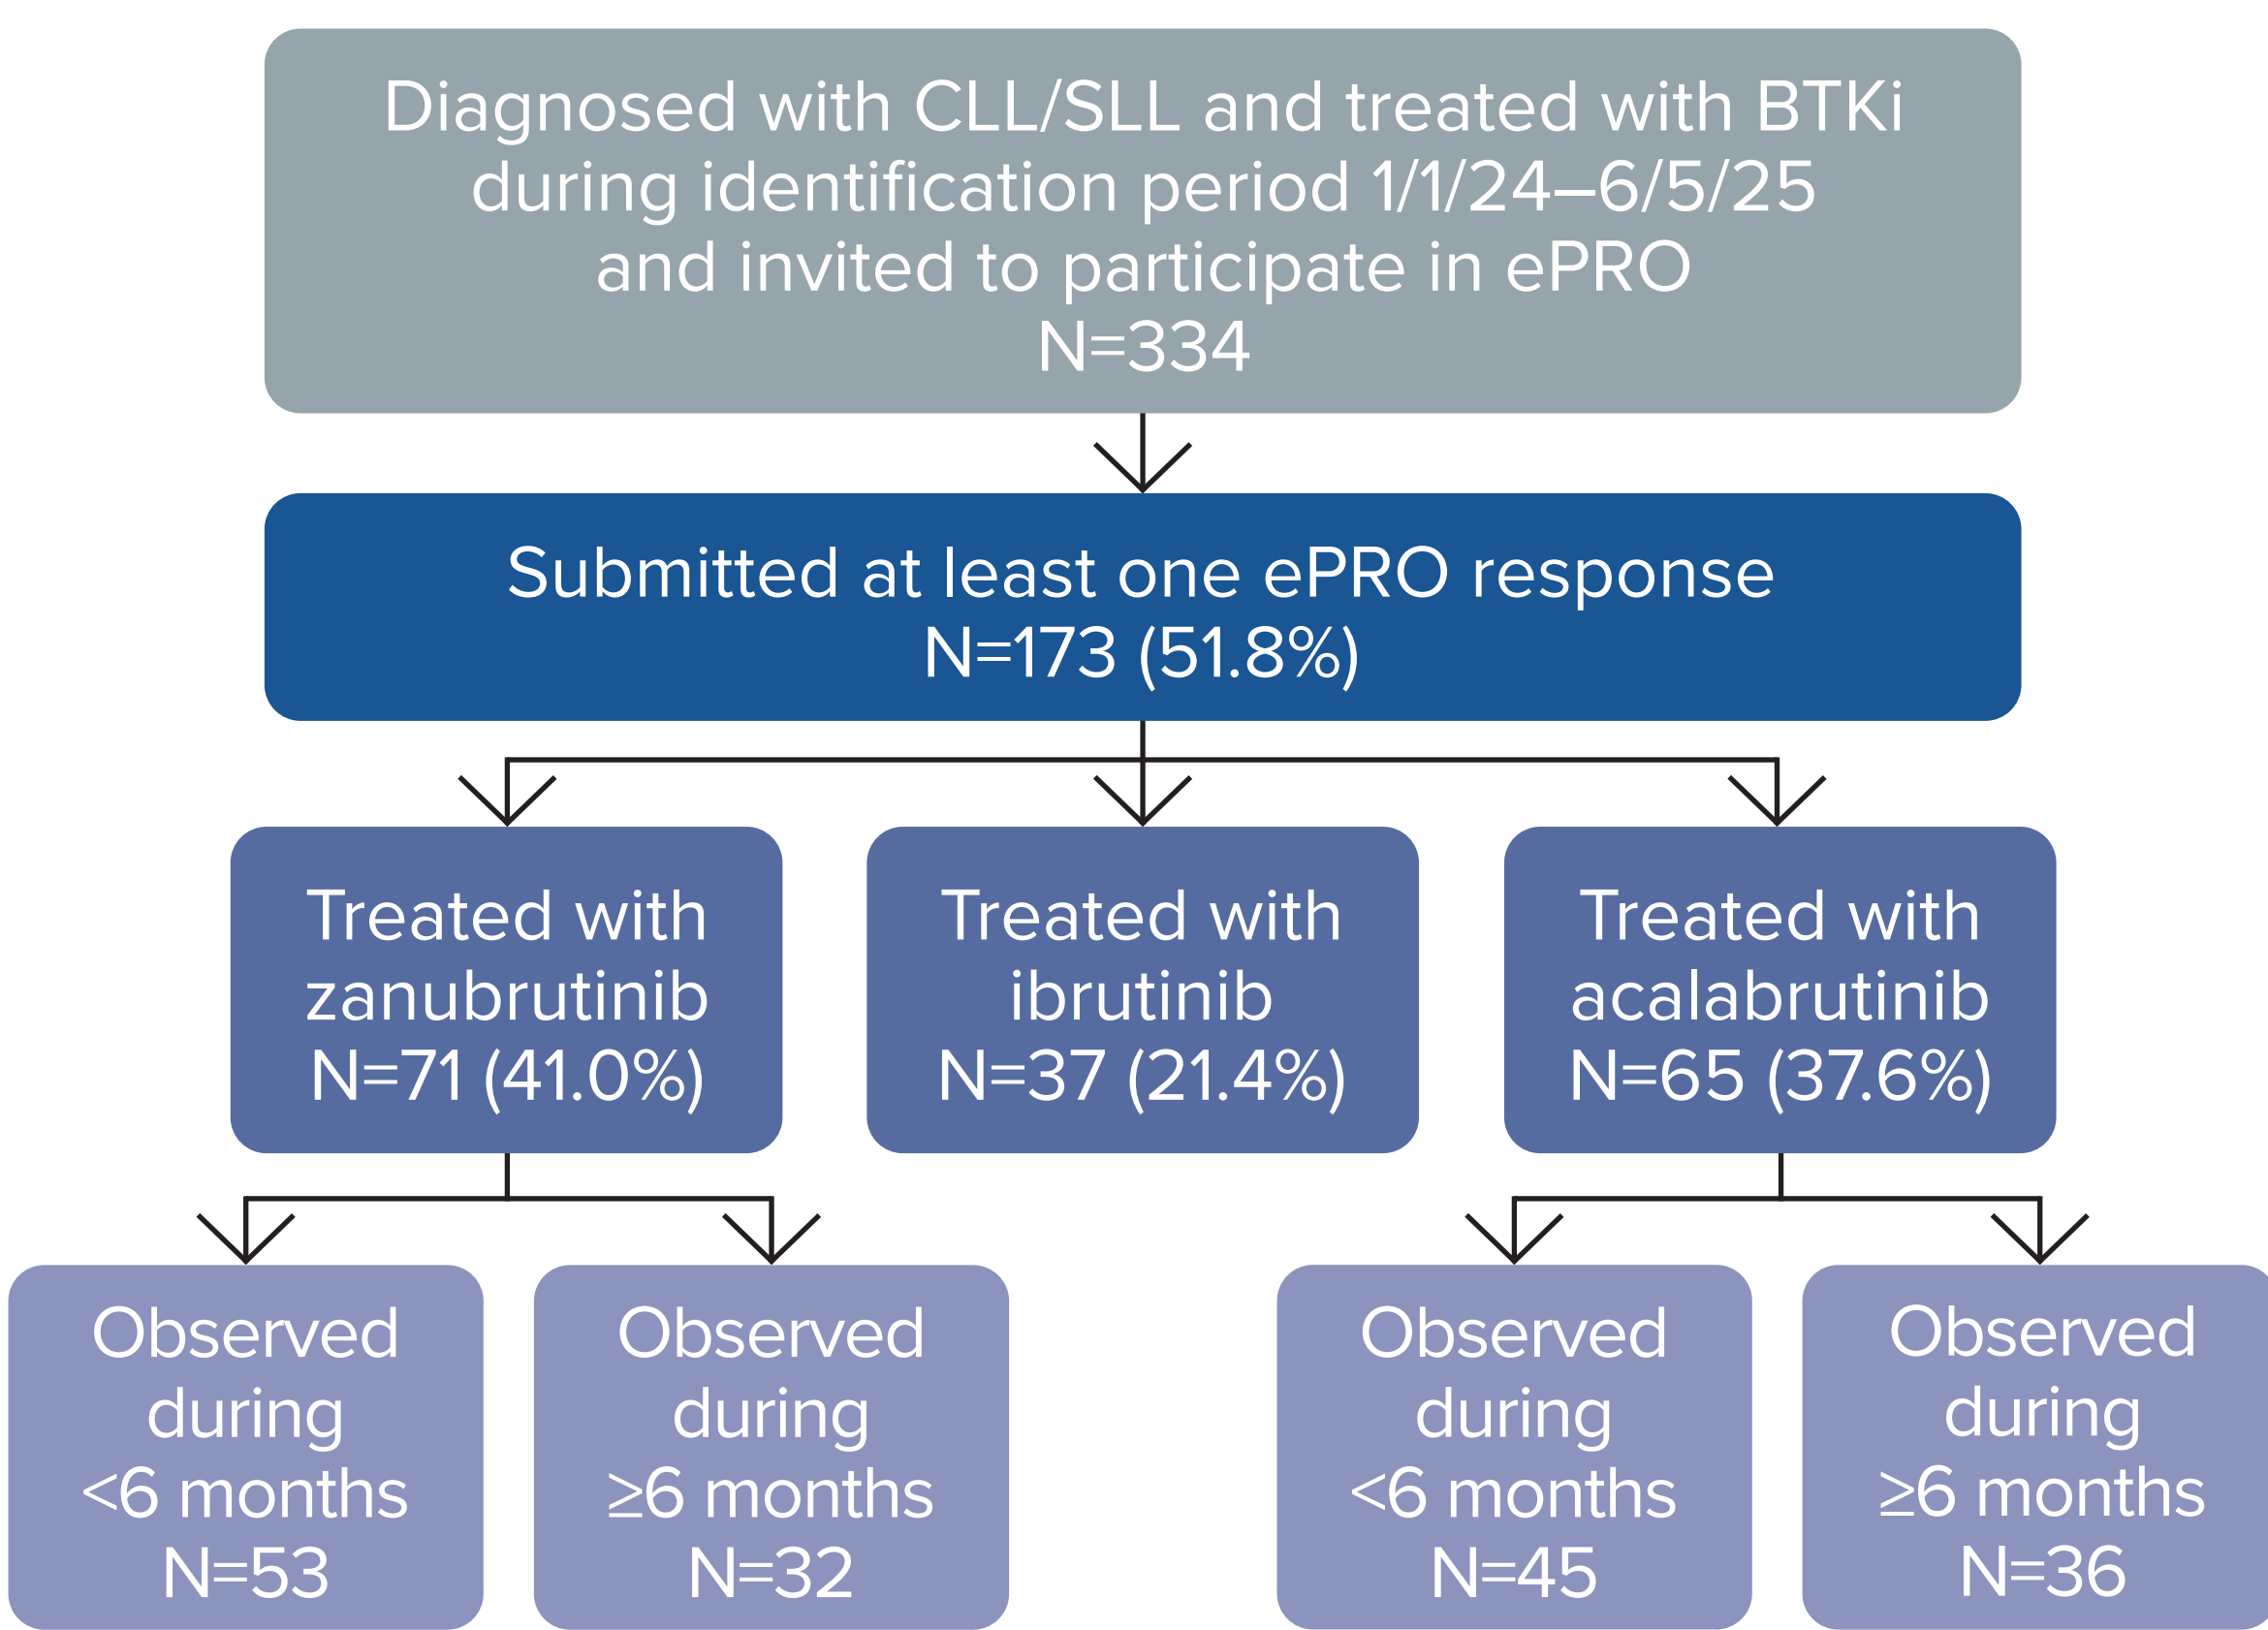 Diagnosed with CLL/SLL and treated with BTKi
during identification period 1/1/24–6/5/25
and invited to participate in ePRO
N=334
Submitted at least one ePRO response
N=173 (51.8%)
Treated with
zanubrutinib
N=71 (41.0%)
Treated with
ibrutinib
N=37 (21.4%)
Treated with
acalabrutinib
N=65 (37.6%)
Observed
during
<6 months
N=53
Observed
during
≥6 months
N=32
Observed
during
<6 months
N=45
Observed
during
≥6 months
N=36